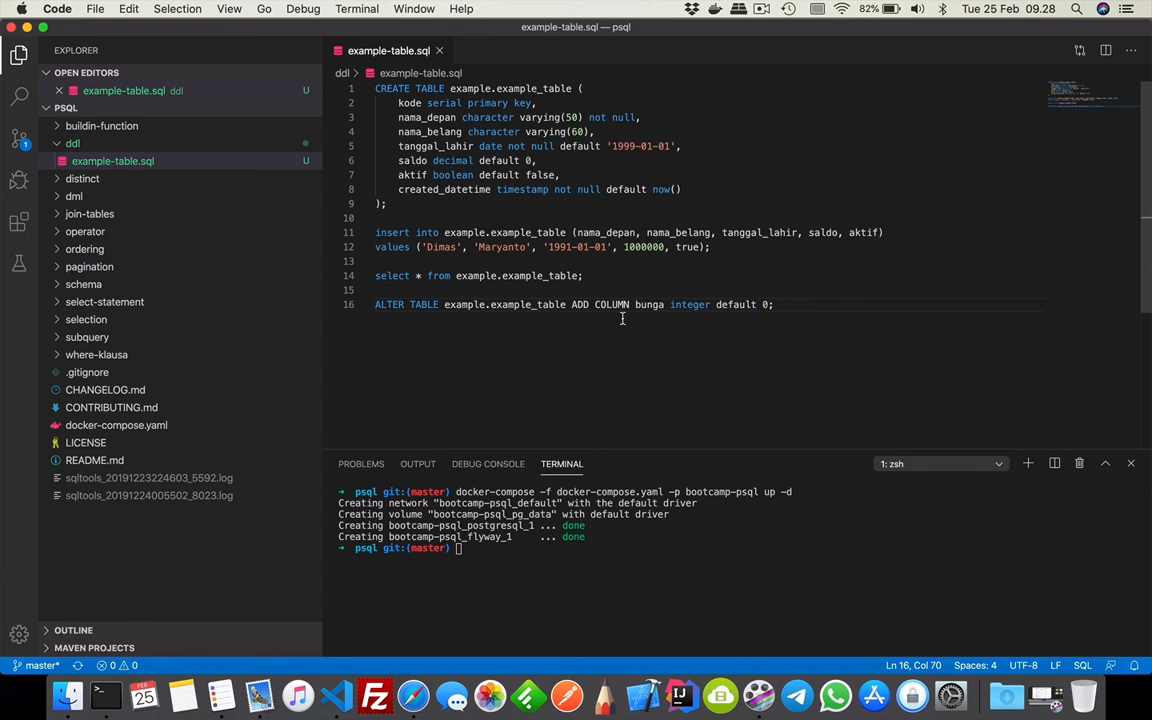 Code File Edit Selection View Go Debug Terminal Window Help 82% Tue 25 Feb 09.28
example-table.sql — psql
EXPLORER
OPEN EDITORS
example-table.sql ddl U
PSQL
buildin-function
ddl
example-table.sql U
distinct
dml
join-tables
operator
ordering
pagination
schema
select-statement
selection
subquery
where-klausa
.gitignore
CHANGELOG.md
CONTRIBUTING.md
docker-compose.yaml
LICENSE
README.md
sqltools_20191223224603_5592.log
sqltools_20191224005502_8023.log
OUTLINE
MAVEN PROJECTS
example-table.sql
ddl > example-table.sql
1 CREATE TABLE example.example_table (
2 kode serial primary key,
3 nama_depan character varying(50) not null,
4 nama_belang character varying(60),
5 tanggal_lahir date not null default '1999-01-01',
6 saldo decimal default 0,
7 aktif boolean default false,
8 created_datetime timestamp not null default now()
9 );
10
11 insert into example.example_table (nama_depan, nama_belang, tanggal_lahir, saldo, aktif)
12 values ('Dimas', 'Maryanto', '1991-01-01', 1000000, true);
13
14 select * from example.example_table;
15
16 ALTER TABLE example.example_table ADD COLUMN bunga integer default 0;
PROBLEMS OUTPUT DEBUG CONSOLE TERMINAL 1: zsh
➜ psql git:(master) docker-compose -f docker-compose.yaml -p bootcamp-psql up -d
Creating network "bootcamp-psql_default" with the default driver
Creating volume "bootcamp-psql_pg_data" with default driver
Creating bootcamp-psql_postgresql_1 ... done
Creating bootcamp-psql_flyway_1 ... done
➜ psql git:(master)
master* 0 0 Ln 16, Col 70 Spaces: 4 UTF-8 LF SQL